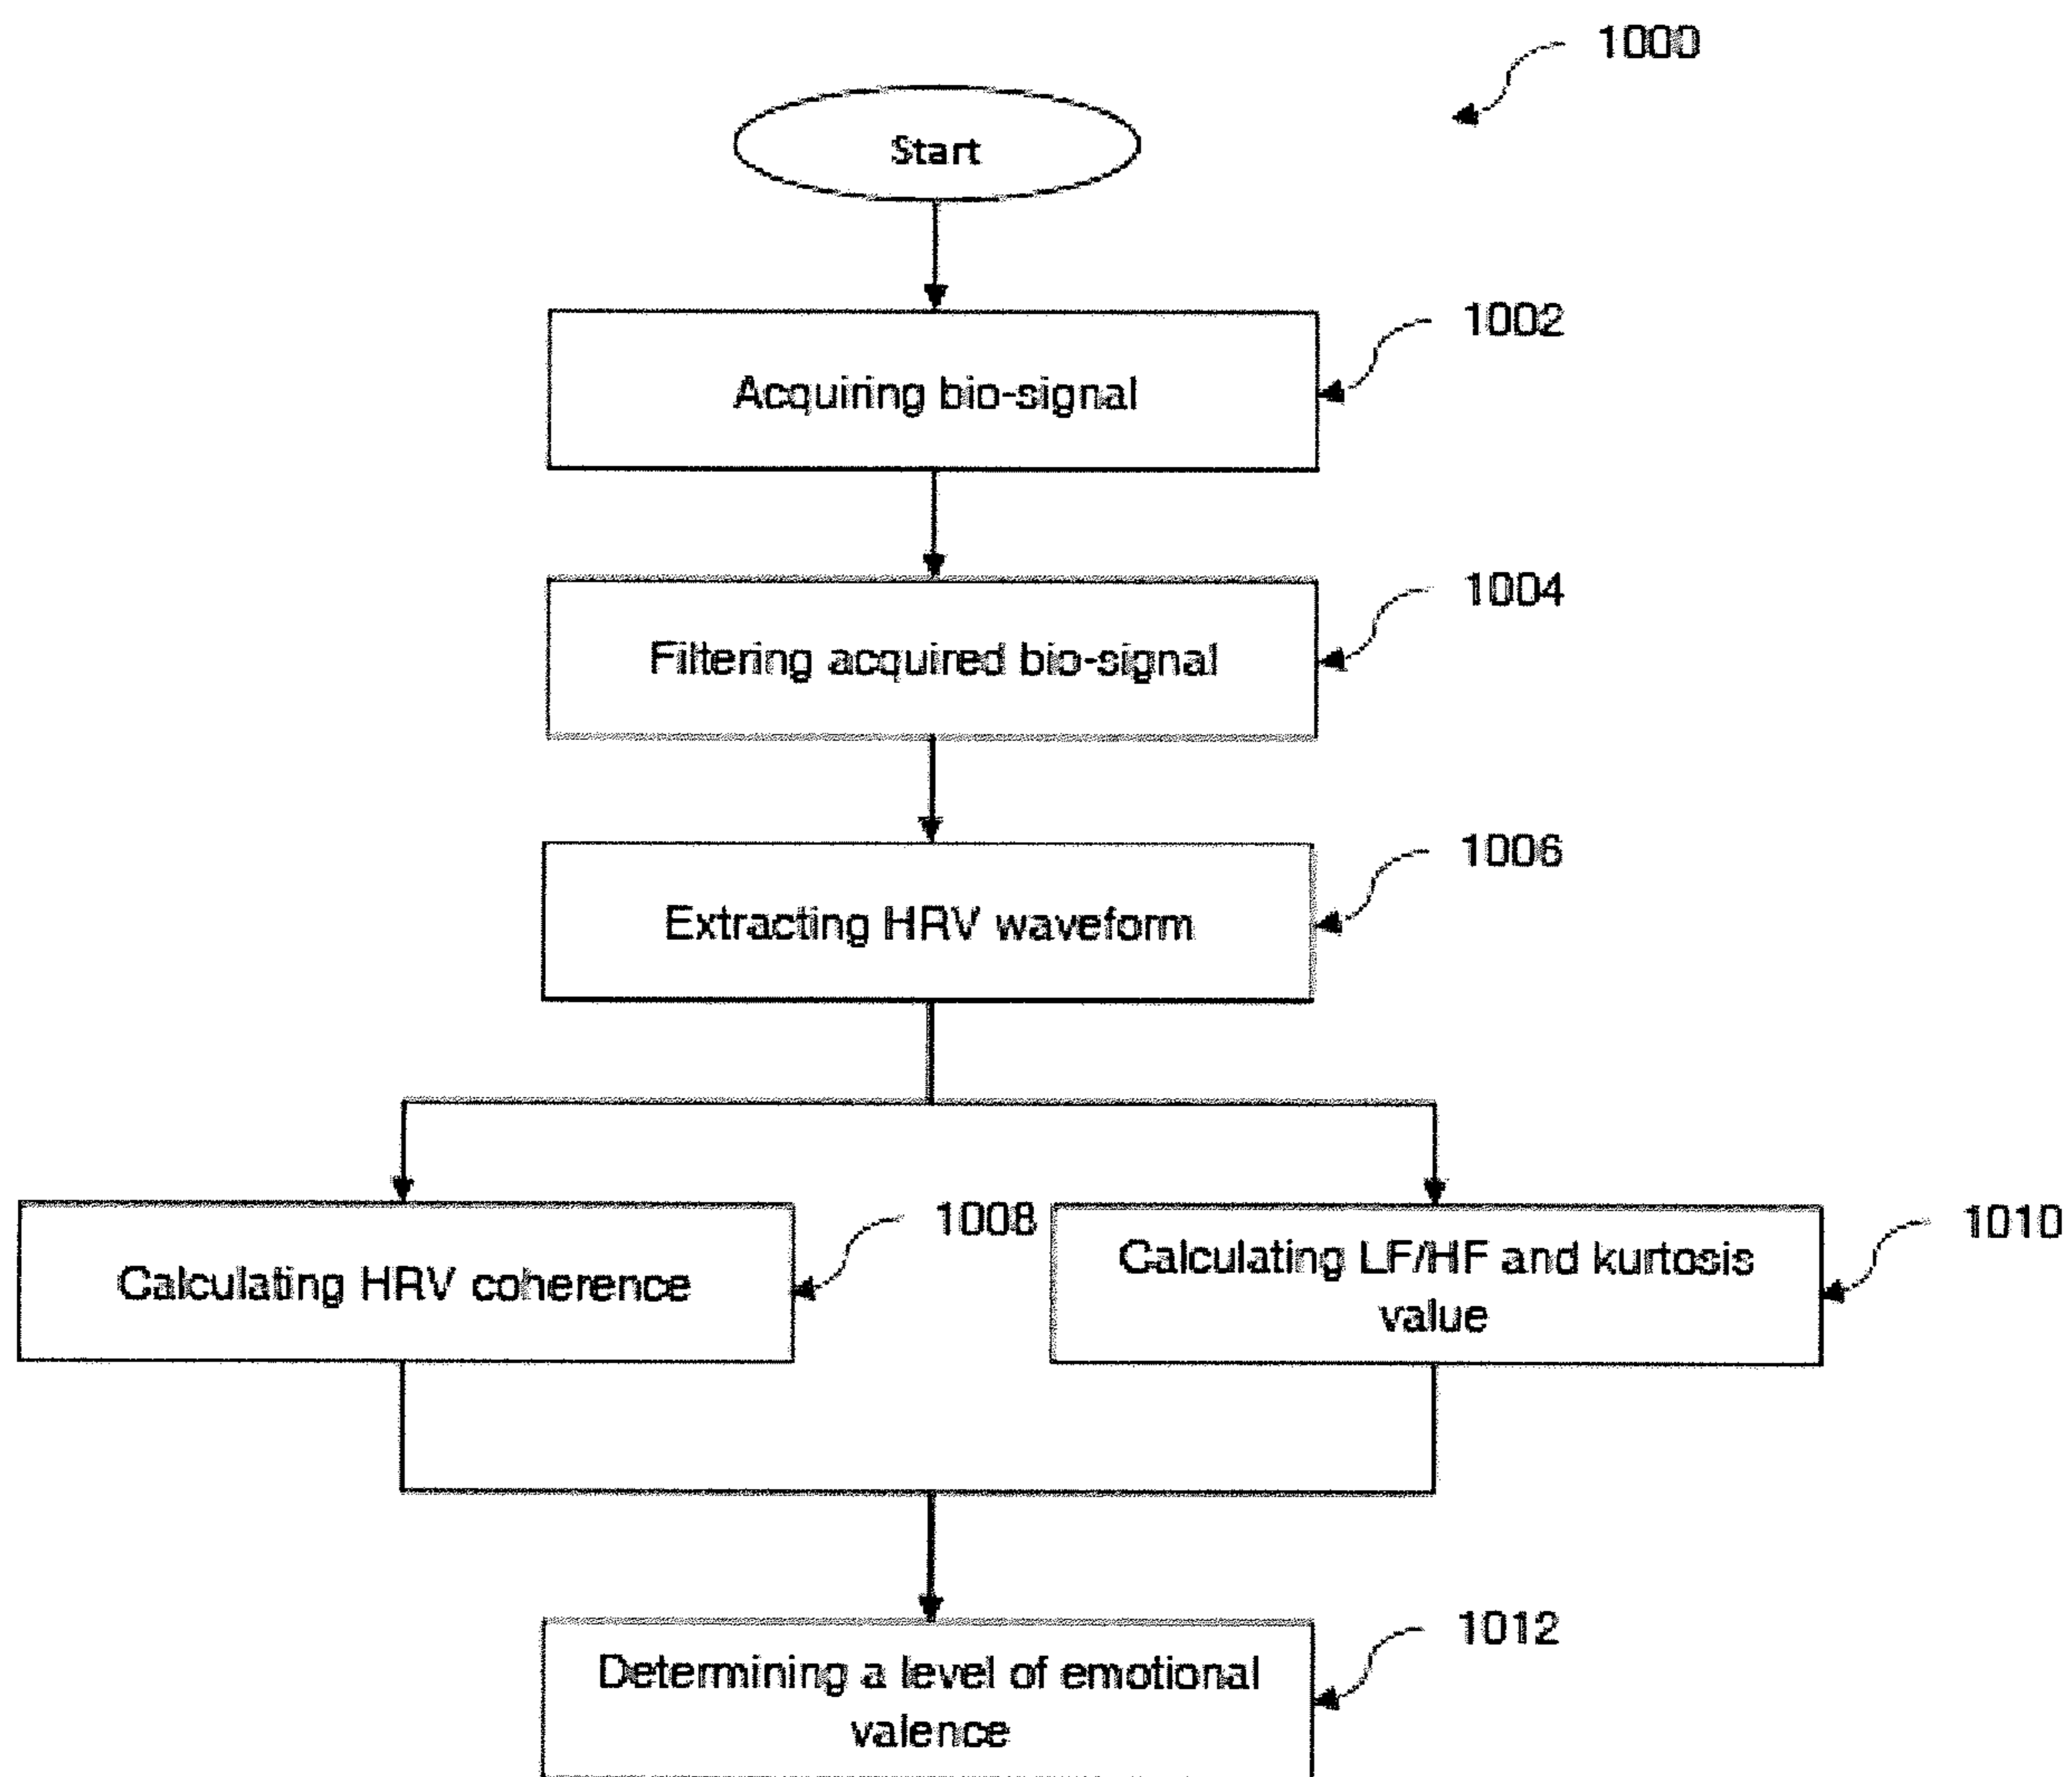 1000
Start
1002
Acquiring bio-signal
1004
Filtering acquired bio-signal
1006
Extracting HRV waveform
1008
Calculating HRV coherence
1010
Calculating LF/HF and kurtosis
value
1012
Determining a level of emotional
valence